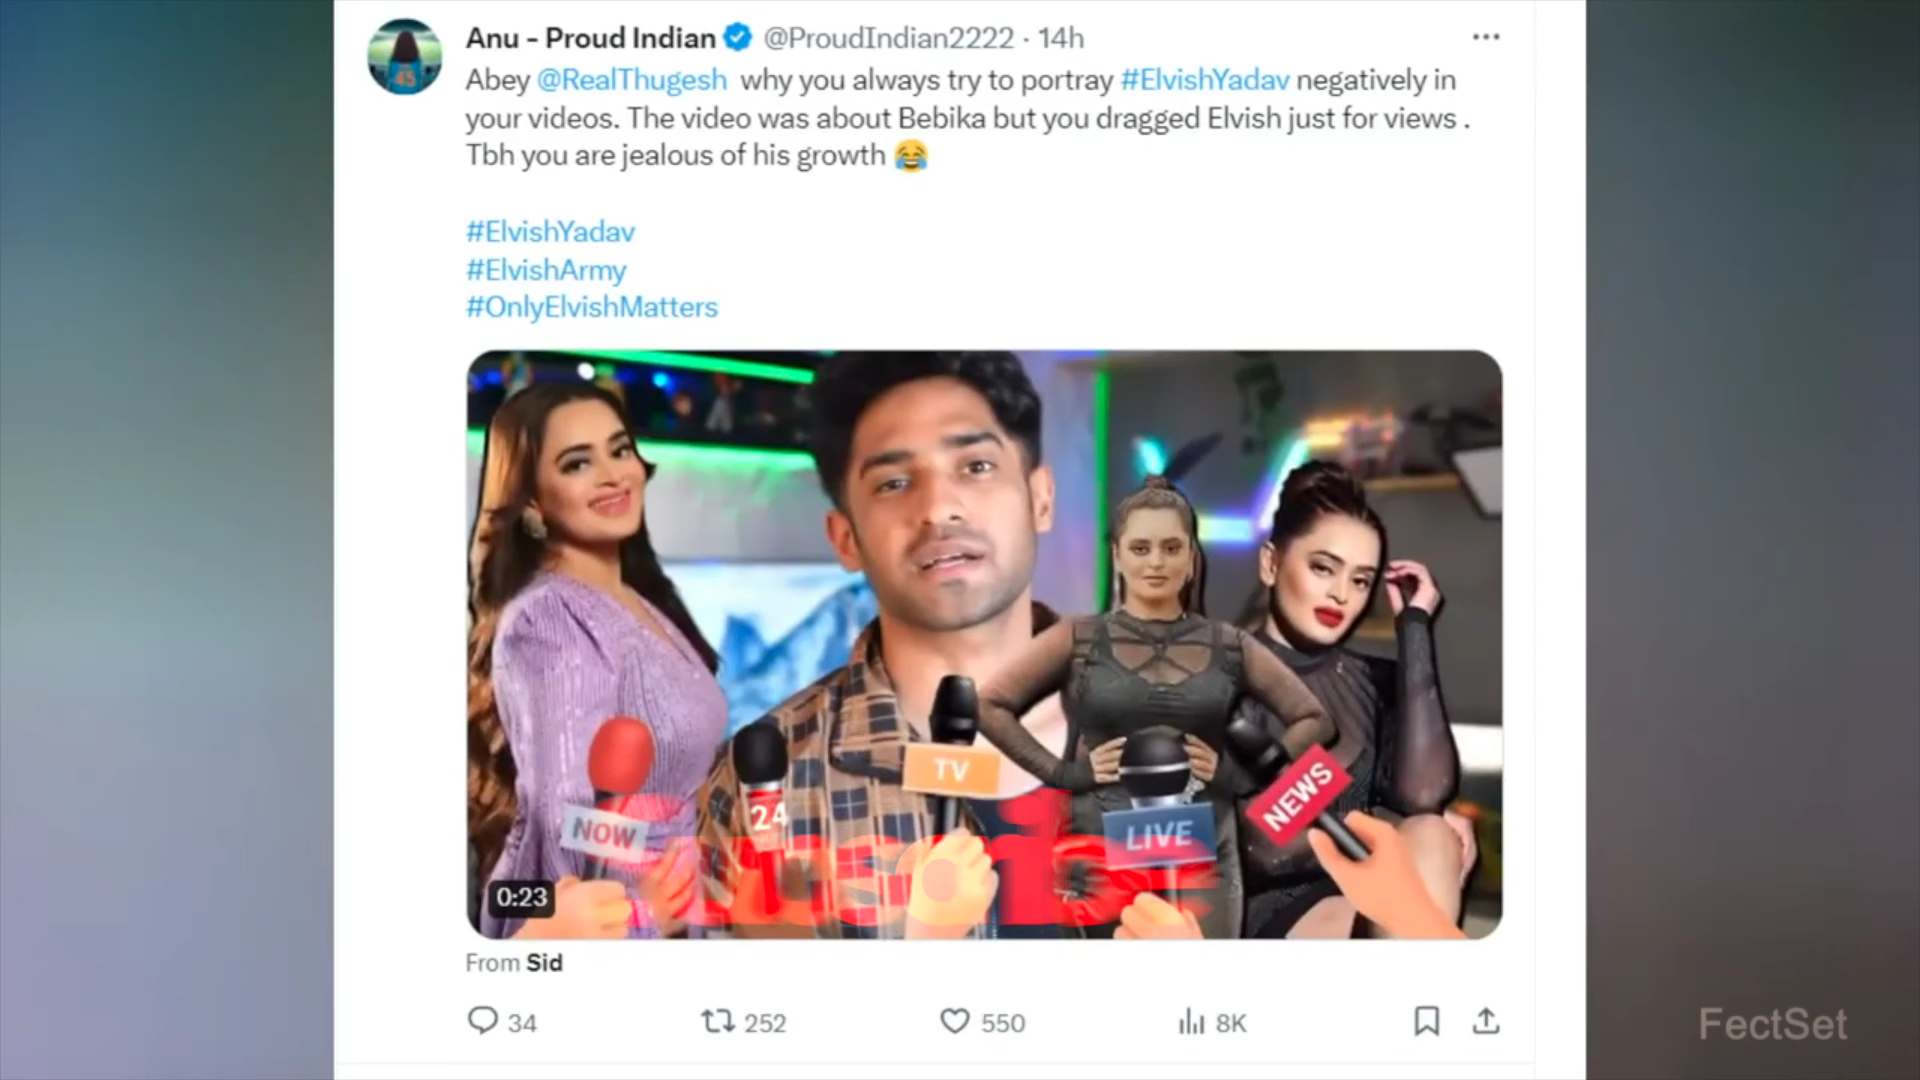 Anu - Proud Indian @ProudIndian2222 · 14h
Abey @RealThugesh why you always try to portray #ElvishYadav negatively in
your videos. The video was about Bebika but you dragged Elvish just for views .
Tbh you are jealous of his growth 😂
#ElvishYadav
#ElvishArmy
#OnlyElvishMatters
45
TV
NEWS
24
NOW
LIVE
0:23
From Sid
34
252
550
8K
FectSet